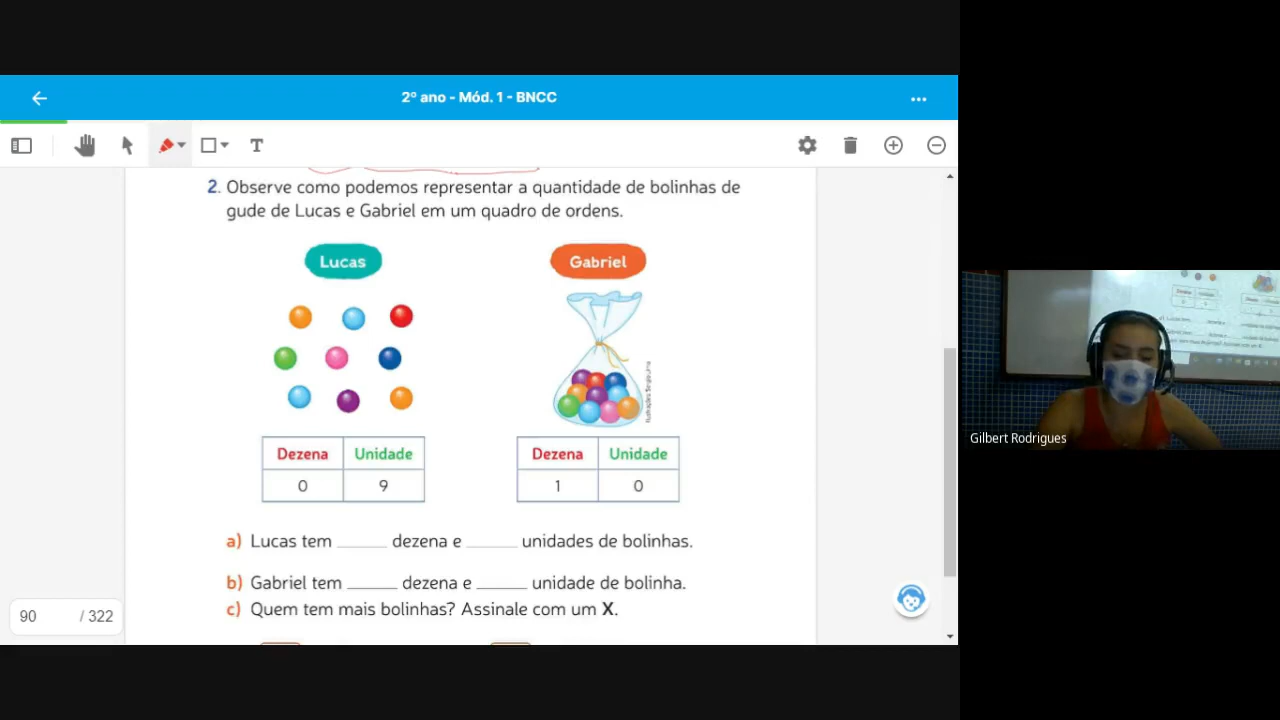 2º ano - Mód. 1 - BNCC
T
2. Observe como podemos representar a quantidade de bolinhas de
gude de Lucas e Gabriel em um quadro de ordens.
Lucas
Gabriel
Dezena Unidade
0 9
Dezena Unidade
1 0
a) Lucas tem ______ dezena e ______ unidades de bolinhas.
b) Gabriel tem ______ dezena e ______ unidade de bolinha.
c) Quem tem mais bolinhas? Assinale com um X.
90 / 322
Gilbert Rodrigues